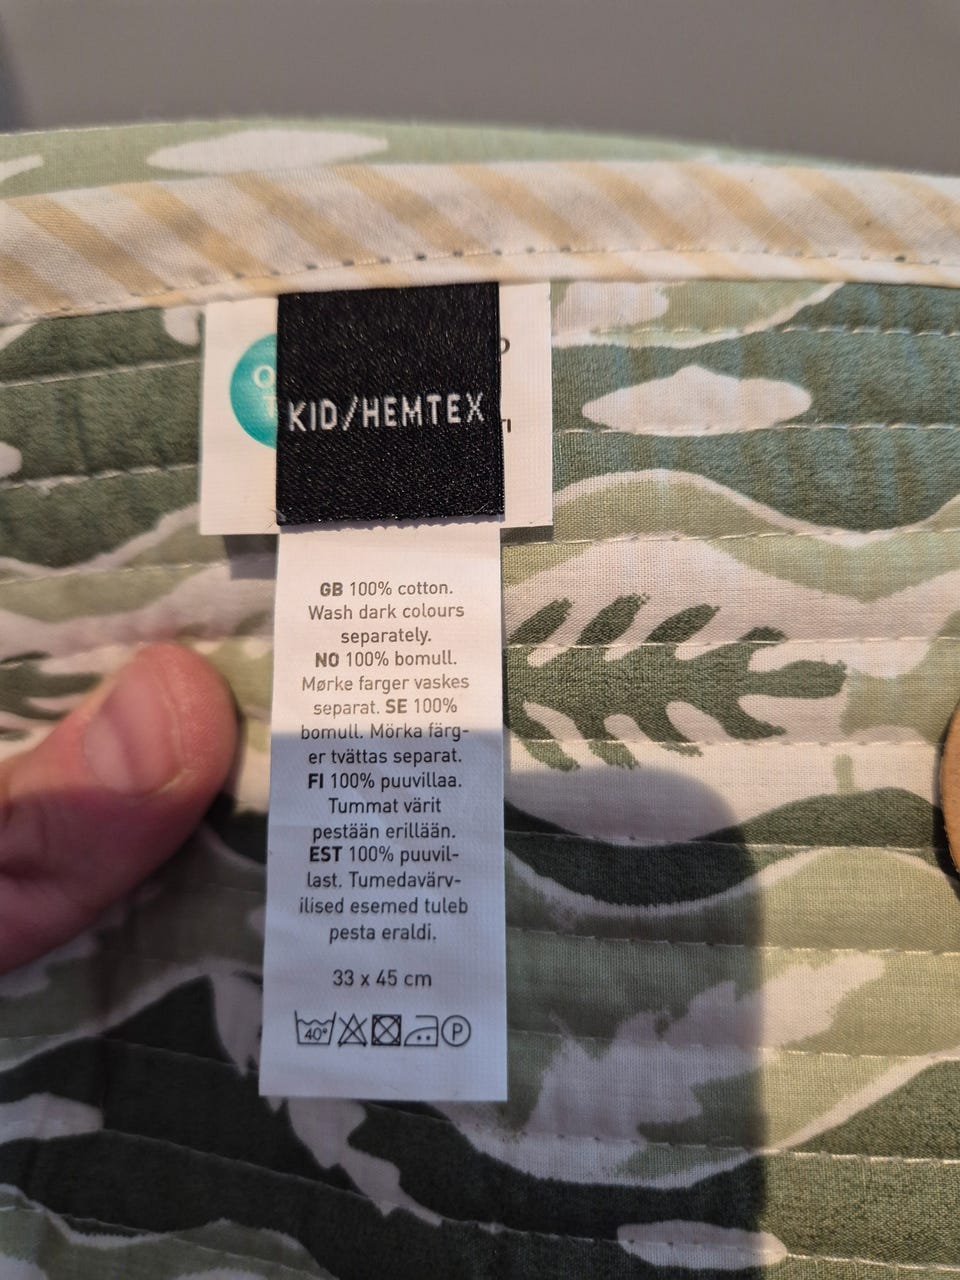 KID/HEMTEX
GB 100% cotton.
Wash dark colours
separately.
NO 100% bomull.
Mørke farger vaskes
separat. SE 100%
bomull. Mörka färg-
er tvättas separat.
FI 100% puuvillaa.
Tummat värit
pestään erillään.
EST 100% puuvil-
last. Tumedavärv-
ilised esemed tuleb
pesta eraldi.
33 x 45 cm
40° P